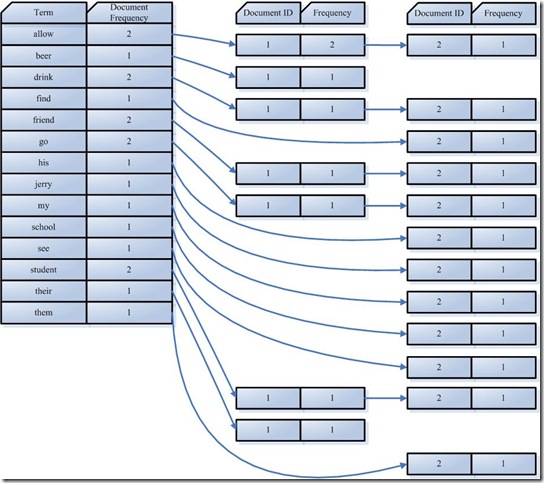 Term Document Frequency Document ID Frequency Document ID Frequency
allow 2 1 2 2 1
beer 1 1 1
drink 2 1 1 2 1
find 1 2 1
friend 2 1 1 2 1
go 2 1 1 2 1
his 1 2 1
jerry 1 2 1
my 1 2 1
school 1 2 1
see 1 2 1
student 2 1 1 2 1
their 1 1 1
them 1 2 1